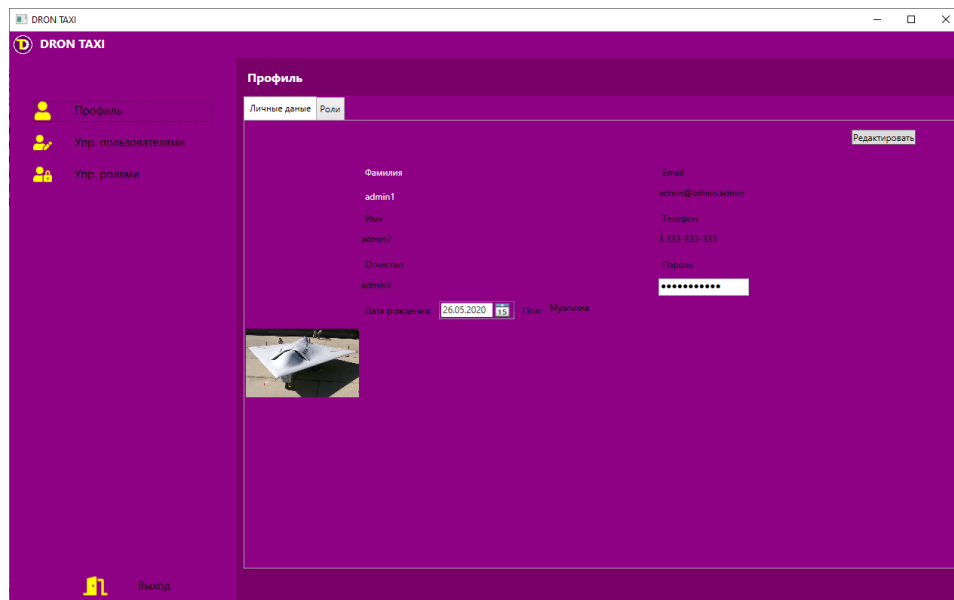 DRON TAXI
DRON TAXI
Профиль
Профиль
Упр. пользователями
Упр. ролями
Личные даные Роли
Редактировать
Фамилия Email
admin1 admin@admin.admin
Имя Телефон
admin2 3 333-333-333
Отчество Пароль
admin3 •••••••••••
Дата рождения: 26.05.2020 15 Пол: Мужчина
Выход